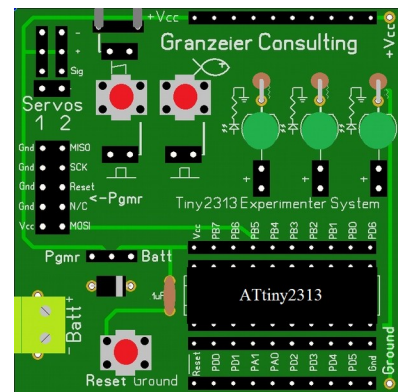 +Vcc
Granzeier Consulting
+Vcc
-
+
Sig
Servos
1 2
Gnd MISO
Gnd SCK
Gnd Reset
Gnd N/C
Vcc MOSI
<-Pgmr
+ + +
Tiny2313 Experimenter System
Pgmr Batt
Vcc PB7 PB6 PB5 PB4 PB3 PB2 PB1 PB0 PD6
ATtiny2313
1uF
Batt+
-
Reset PD0 PD1 PA1 PA0 PD2 PD3 PD4 PD5 Gnd
Reset Ground
Ground